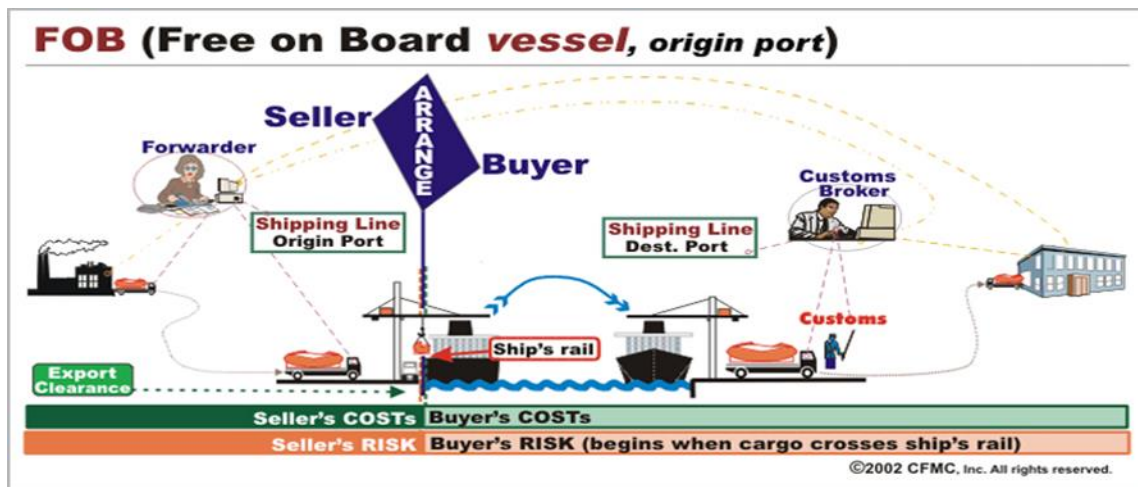 FOB (Free on Board vessel, origin port)
Seller
ARRANGE
Buyer
Forwarder
Customs
Broker
Shipping Line
Origin Port
Shipping Line
Dest. Port
Customs
Ship's rail
Export
Clearance
Seller's COSTs Buyer's COSTs
Seller's RISK Buyer's RISK (begins when cargo crosses ship's rail)
©2002 CFMC, Inc. All rights reserved.